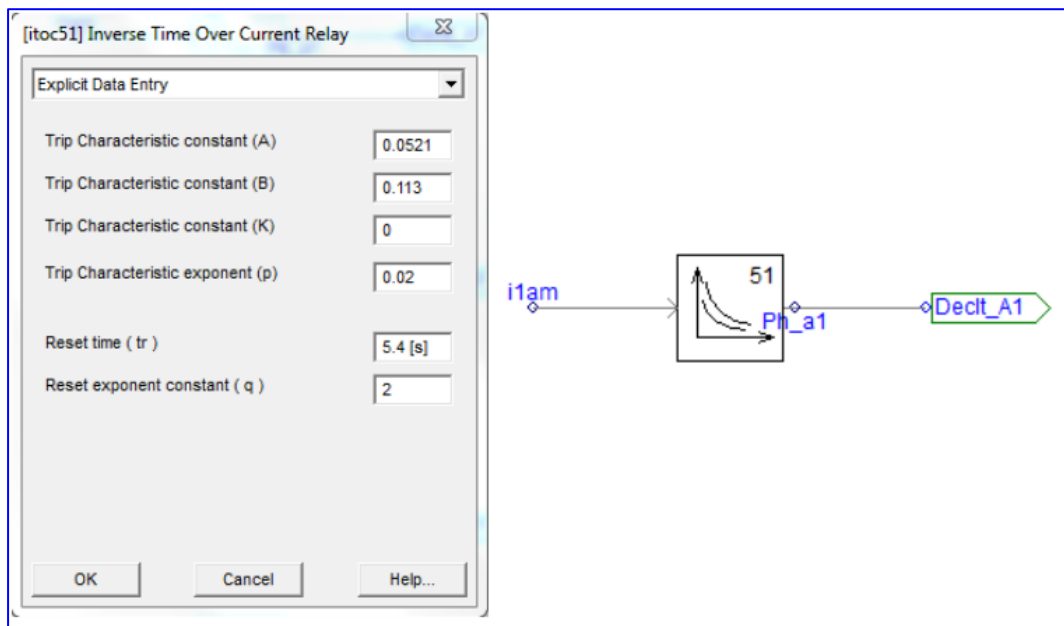 [itoc51] Inverse Time Over Current Relay
Explicit Data Entry
Trip Characteristic constant (A) 0.0521
Trip Characteristic constant (B) 0.113
Trip Characteristic constant (K) 0
Trip Characteristic exponent (p) 0.02
Reset time ( tr ) 5.4 [s]
Reset exponent constant ( q ) 2
OK Cancel Help...
51
i1am
Ph_a1
Declt_A1